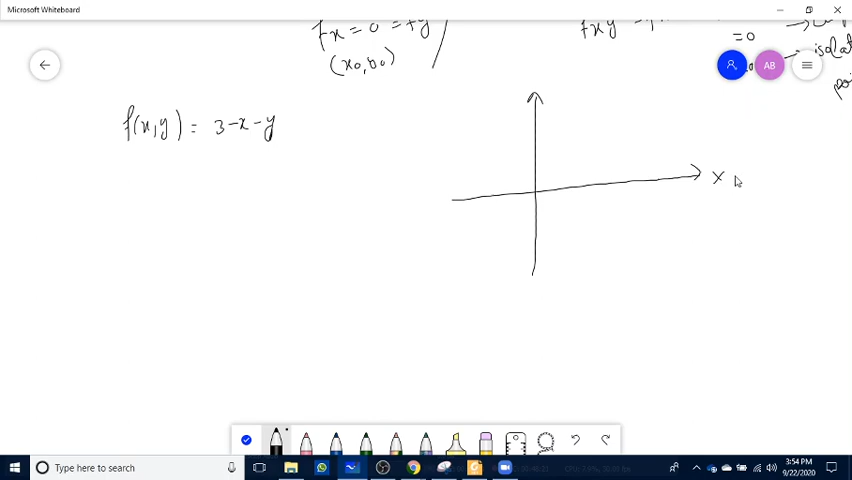 Microsoft Whiteboard
fx = 0 = fy
fxy
= 0
(x0, y0)
→ isolat
AB
poi
f(x,y) = 3-x-y
x
Type here to search
3:54 PM
9/22/2020